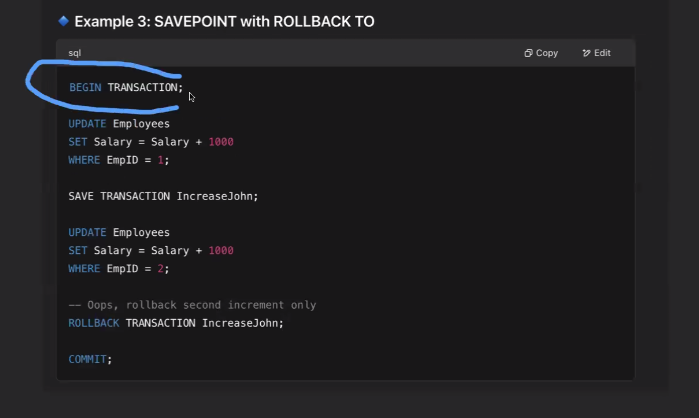 Example 3: SAVEPOINT with ROLLBACK TO
sql
Copy
Edit
BEGIN TRANSACTION;
UPDATE Employees
SET Salary = Salary + 1000
WHERE EmpID = 1;
SAVE TRANSACTION IncreaseJohn;
UPDATE Employees
SET Salary = Salary + 1000
WHERE EmpID = 2;
-- Oops, rollback second increment only
ROLLBACK TRANSACTION IncreaseJohn;
COMMIT;